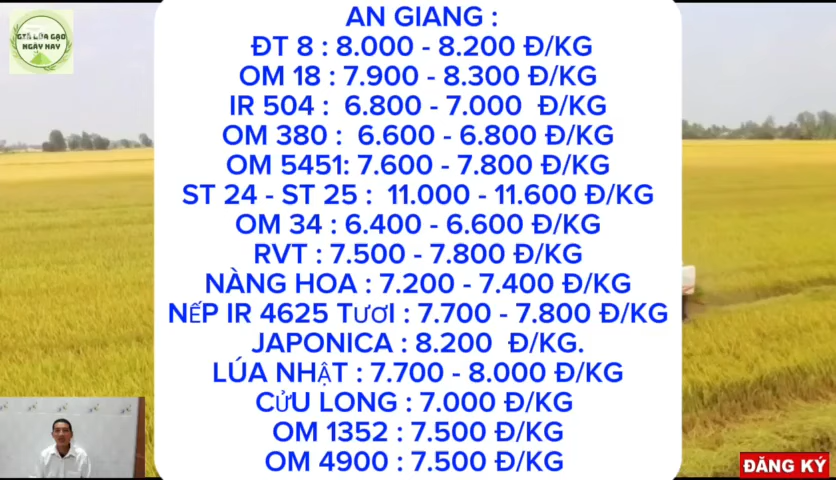 GIÁ LÚA GẠO
NGÀY NAY
AN GIANG :
ĐT 8 : 8.000 - 8.200 Đ/KG
OM 18 : 7.900 - 8.300 Đ/KG
IR 504 :  6.800 - 7.000  Đ/KG
OM 380 :  6.600 - 6.800 Đ/KG
OM 5451: 7.600 - 7.800 Đ/KG
ST 24 - ST 25 :  11.000 - 11.600 Đ/KG
OM 34 : 6.400 - 6.600 Đ/KG
RVT : 7.500 - 7.800 Đ/KG
NÀNG HOA : 7.200 - 7.400 Đ/KG
NẾP IR 4625 TươI : 7.700 - 7.800 Đ/KG
JAPONICA : 8.200  Đ/KG.
LÚA NHẬT : 7.700 - 8.000 Đ/KG
CỬU LONG : 7.000 Đ/KG
OM 1352 : 7.500 Đ/KG
OM 4900 : 7.500 Đ/KG
ĐĂNG KÝ